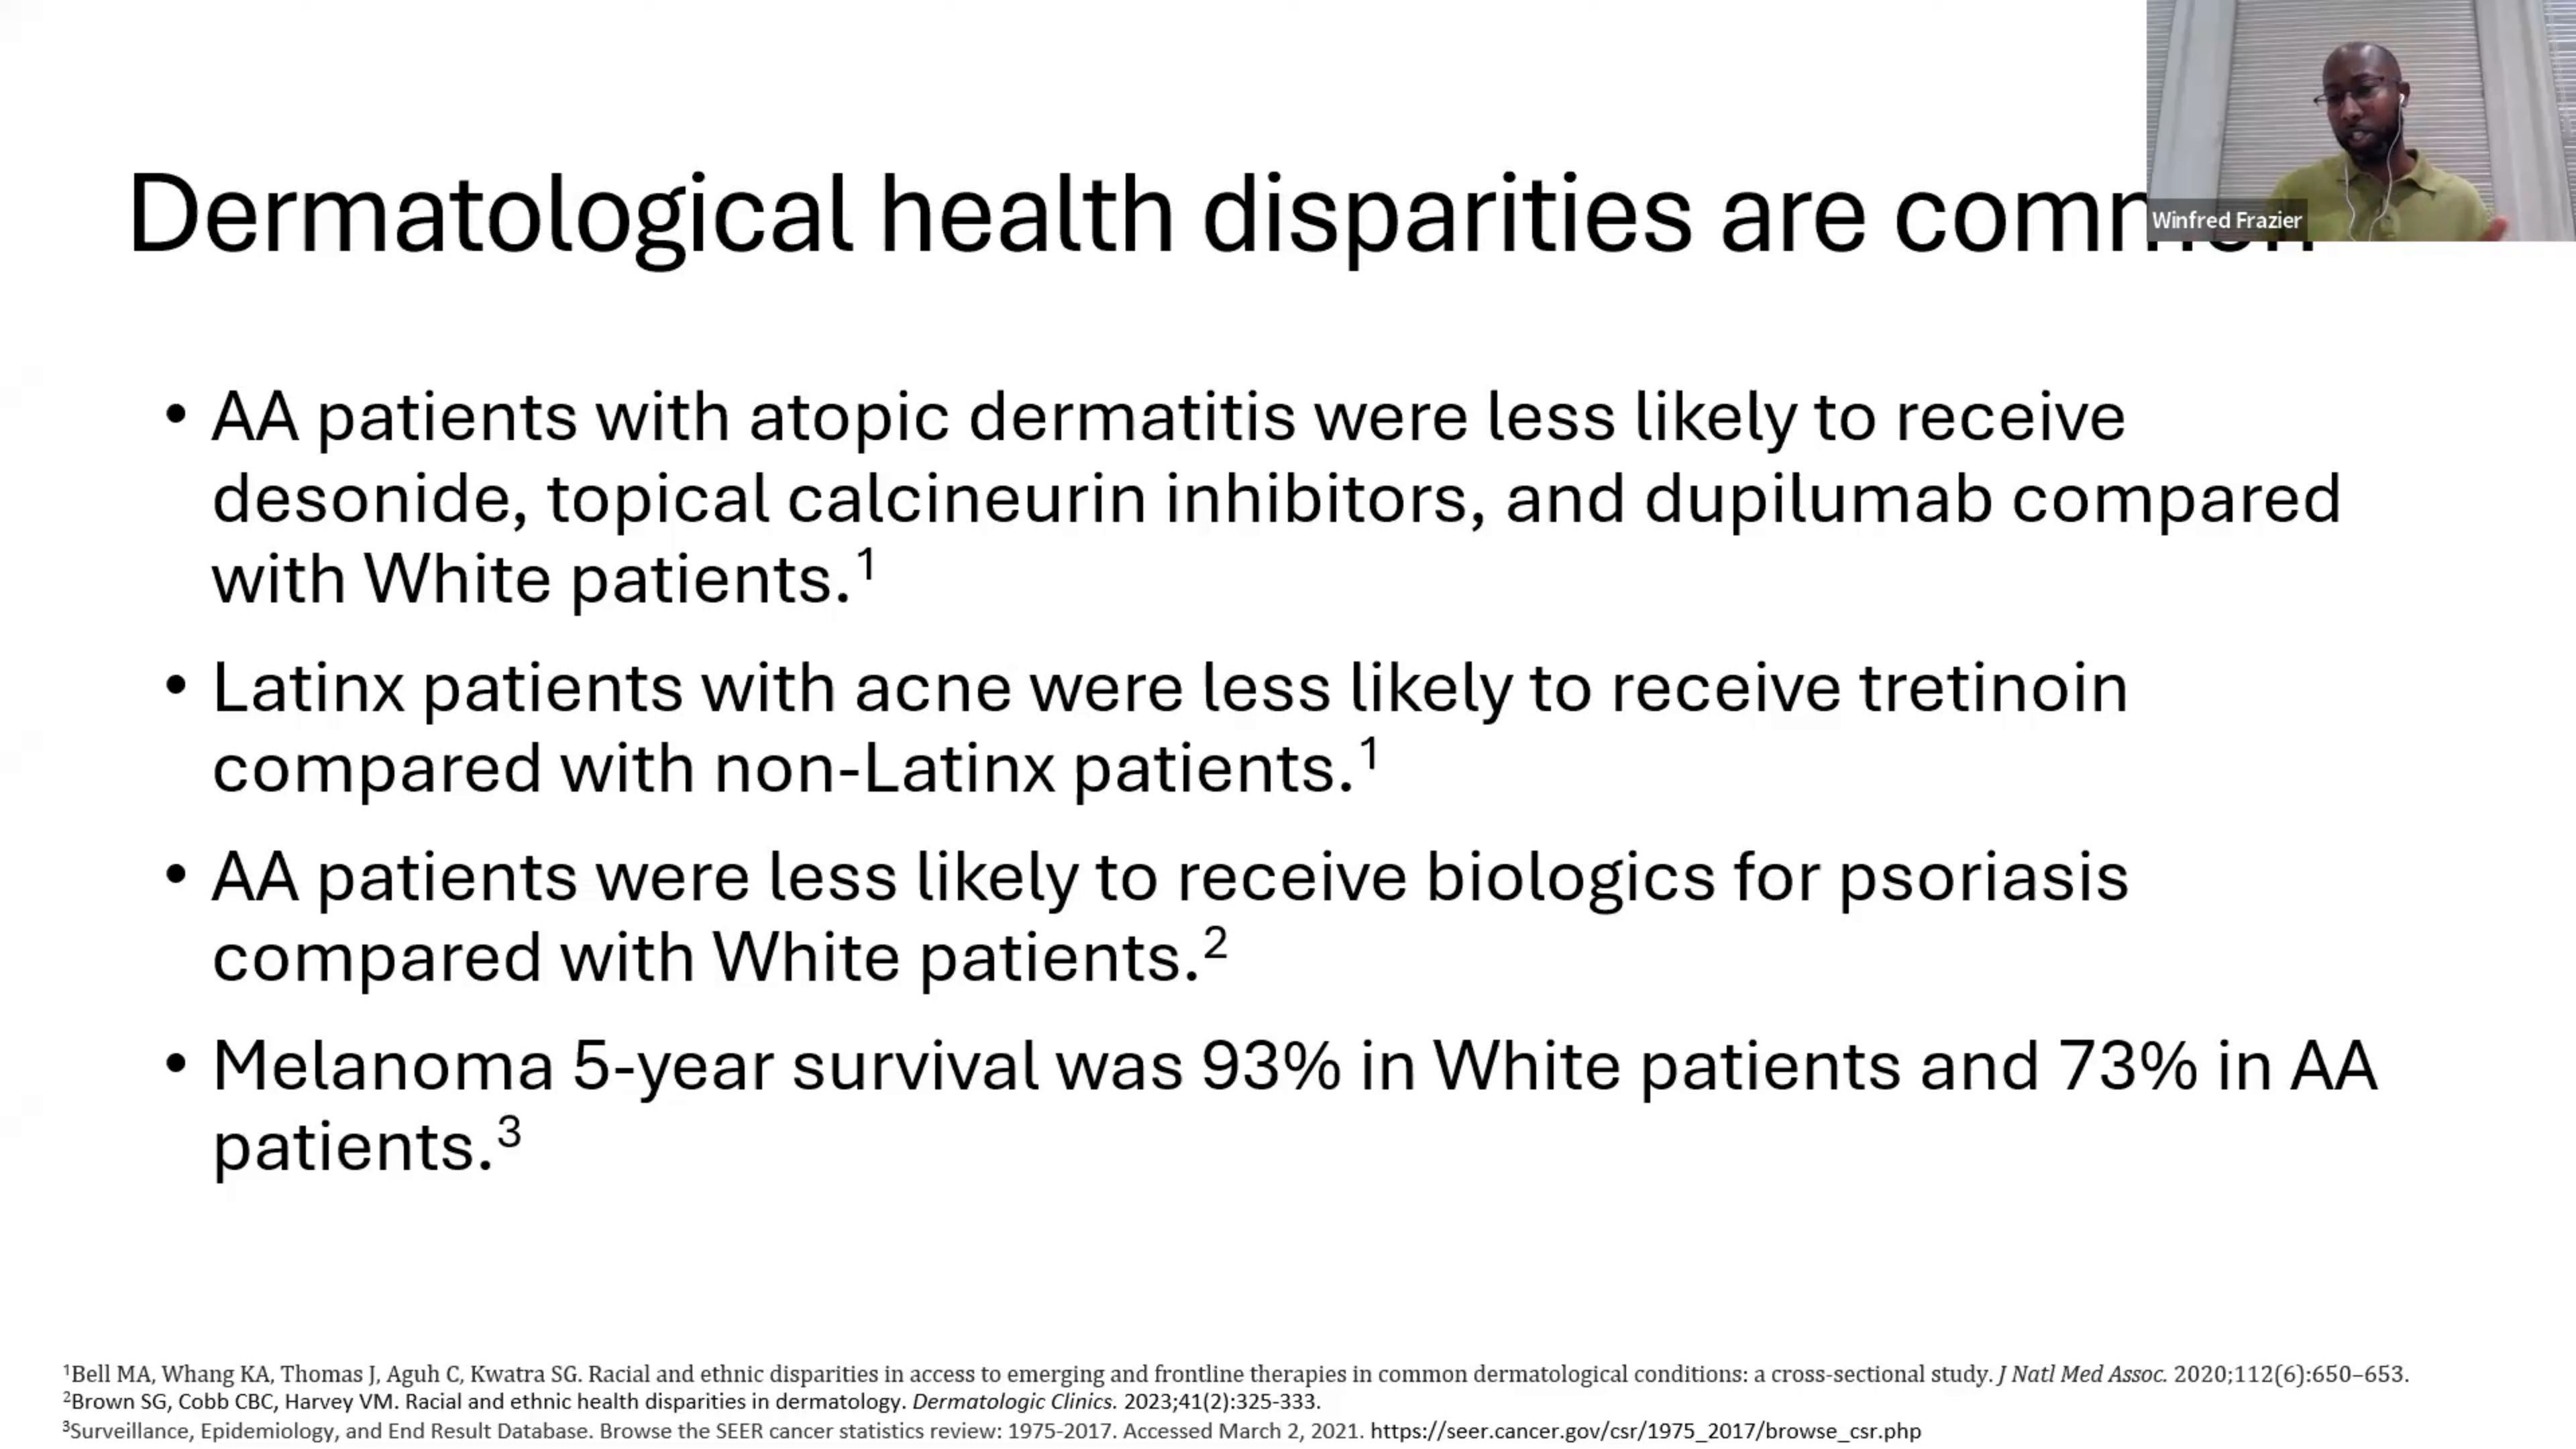 Dermatological health disparities are common
Winfred Frazier
• AA patients with atopic dermatitis were less likely to receive
desonide, topical calcineurin inhibitors, and dupilumab compared
with White patients.¹
• Latinx patients with acne were less likely to receive tretinoin
compared with non-Latinx patients.¹
• AA patients were less likely to receive biologics for psoriasis
compared with White patients.²
• Melanoma 5-year survival was 93% in White patients and 73% in AA
patients.³
¹Bell MA, Whang KA, Thomas J, Aguh C, Kwatra SG. Racial and ethnic disparities in access to emerging and frontline therapies in common dermatological conditions: a cross-sectional study. J Natl Med Assoc. 2020;112(6):650–653.
²Brown SG, Cobb CBC, Harvey VM. Racial and ethnic health disparities in dermatology. Dermatologic Clinics. 2023;41(2):325-333.
³Surveillance, Epidemiology, and End Result Database. Browse the SEER cancer statistics review: 1975-2017. Accessed March 2, 2021. https://seer.cancer.gov/csr/1975_2017/browse_csr.php